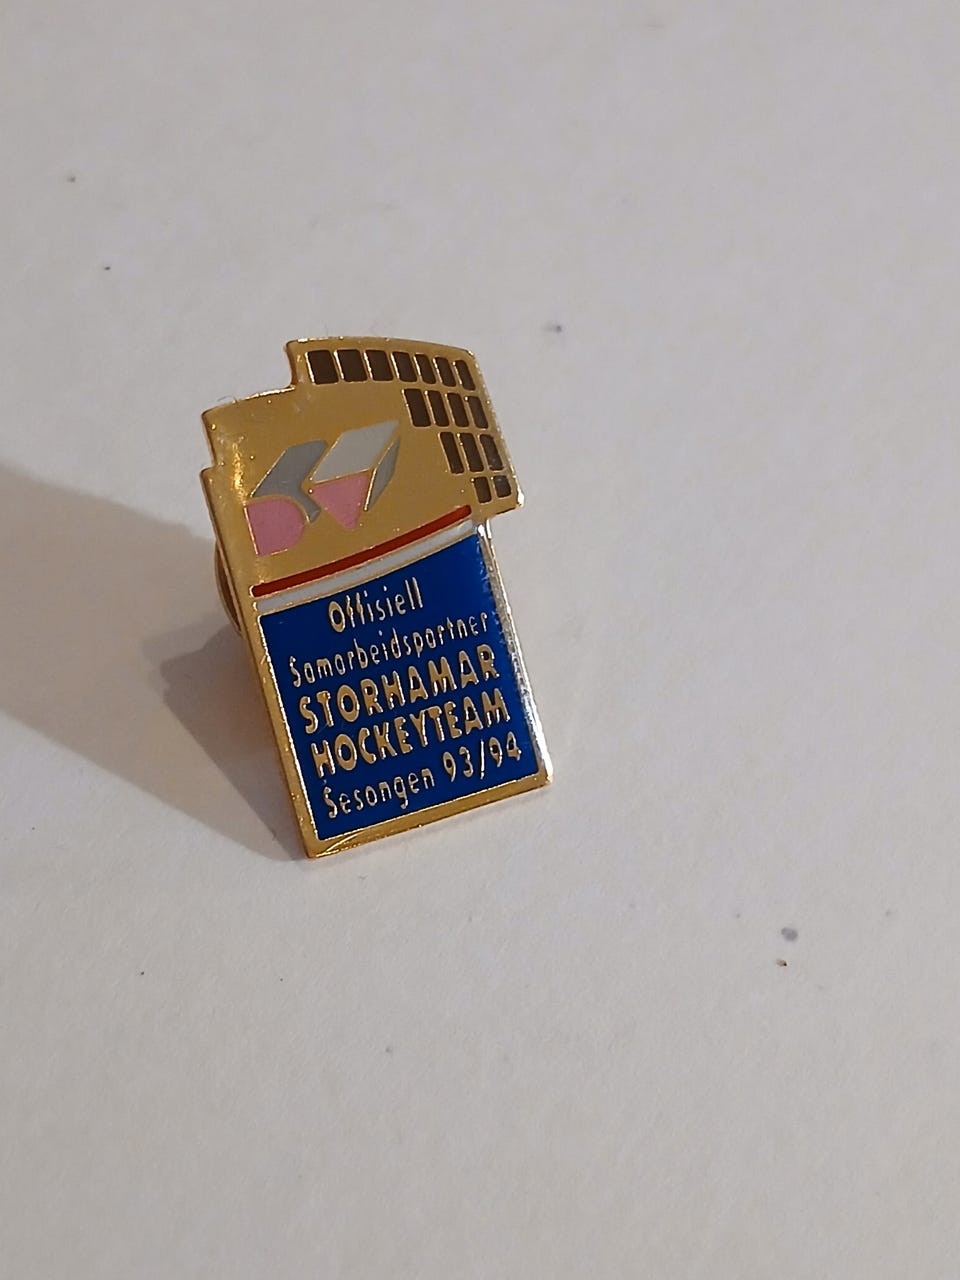 Offisiell
Samarbeidspartner
STORHAMAR
HOCKEYTEAM
Sesongen 93/94